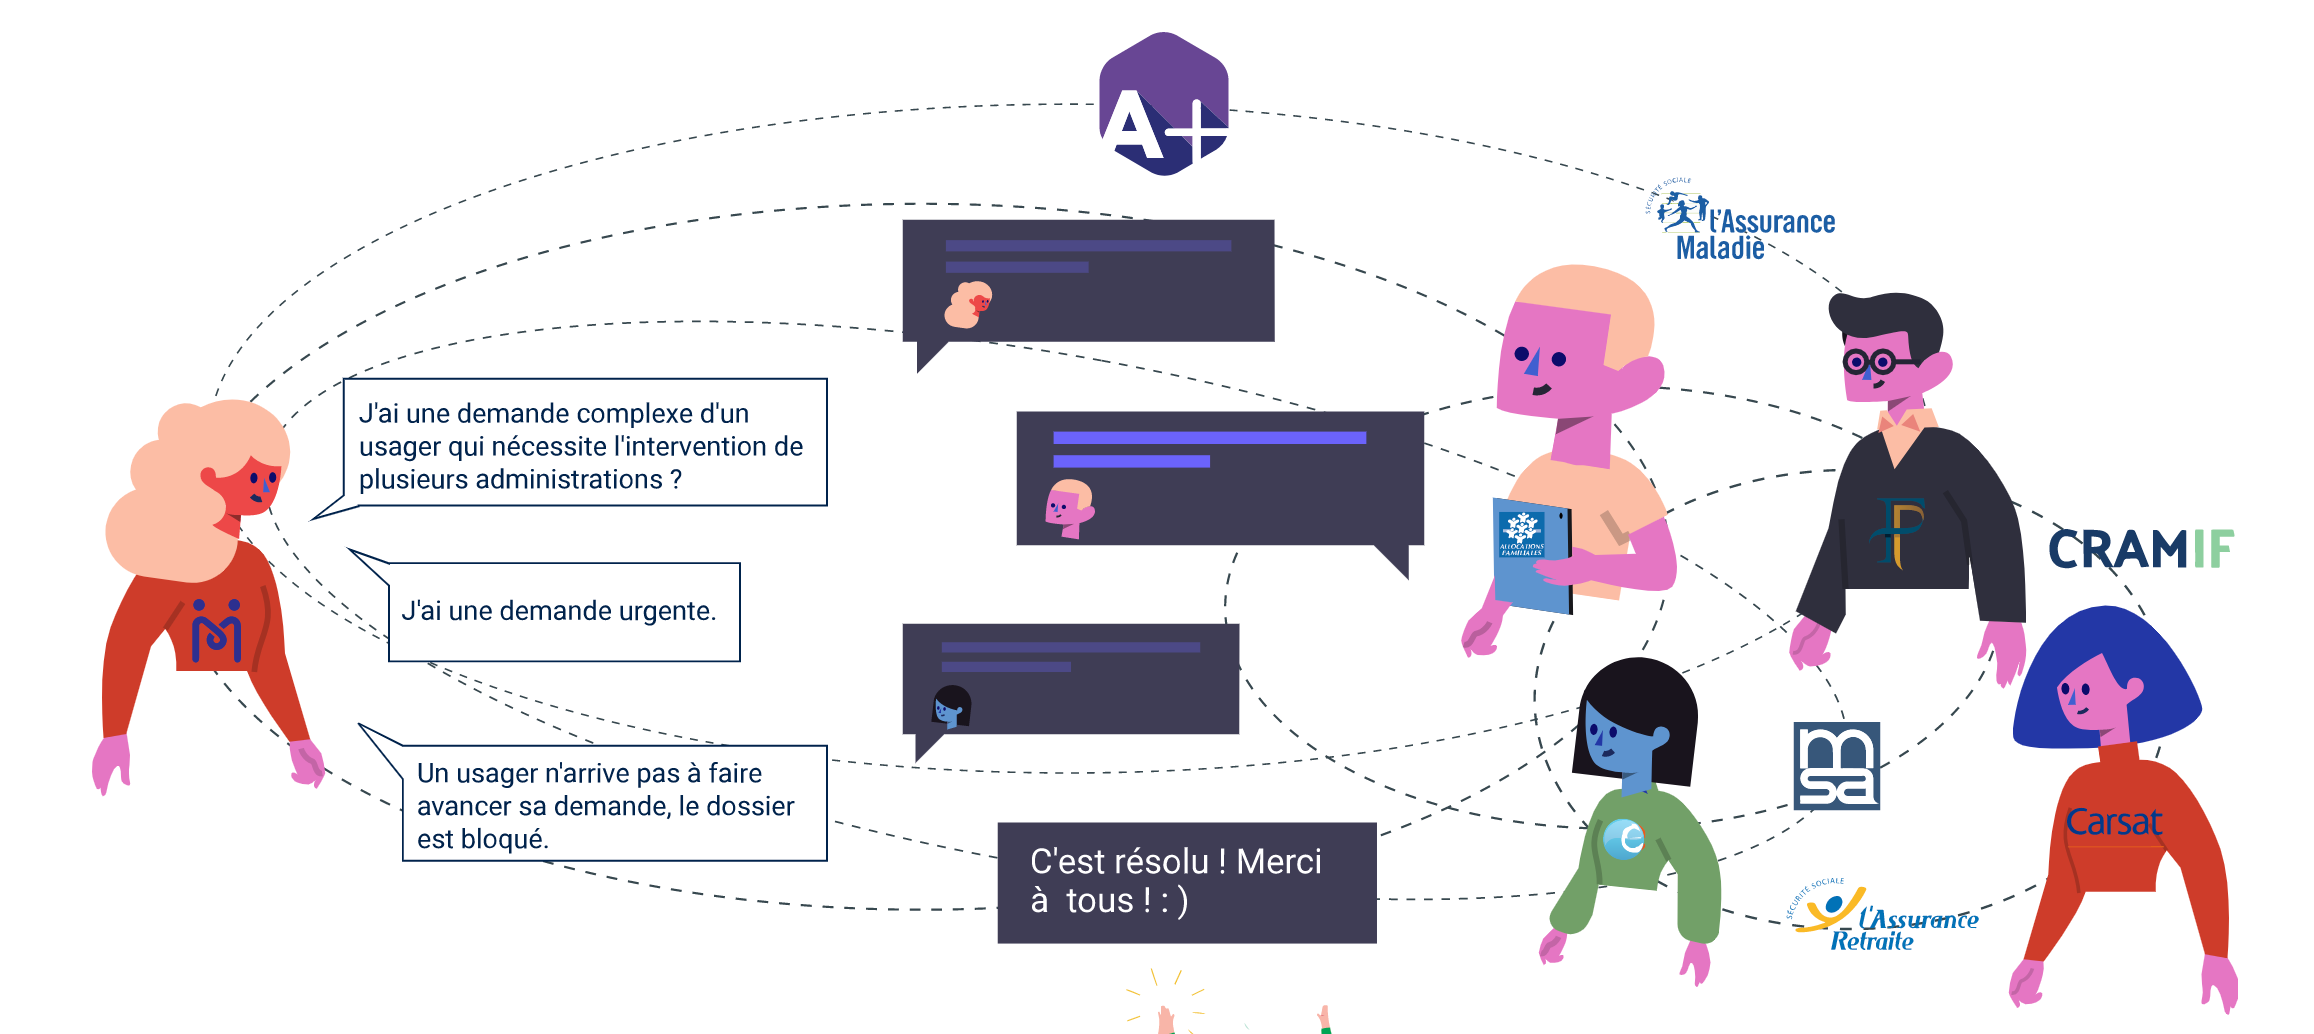 A+
SÉCURITÉ SOCIALE
l'Assurance
Maladie
J'ai une demande complexe d'un
usager qui nécessite l'intervention de
plusieurs administrations ?
ALLOCATIONS
FAMILIALES
CRAMIF
J'ai une demande urgente.
msa
Un usager n'arrive pas à faire
avancer sa demande, le dossier
est bloqué.
Carsat
C'est résolu ! Merci
à tous ! : )
SÉCURITÉ SOCIALE
L'Assurance
Retraite